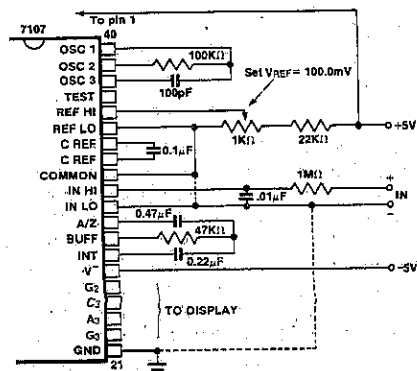 To pin 1
7107
40
OSC 1
OSC 2
100KΩ
OSC 3
100pF
Set VREF = 100.0mV
TEST
REF HI
REF LO
1KΩ
22KΩ
+5V
C REF
0.1μF
C REF
COMMON
1MΩ
+
IN HI
.01μF
IN
IN LO
−
0.47μF
A/Z
BUFF
47KΩ
INT
0.22μF
V−
−5V
G2
C3
TO DISPLAY
A3
G3
GND
21